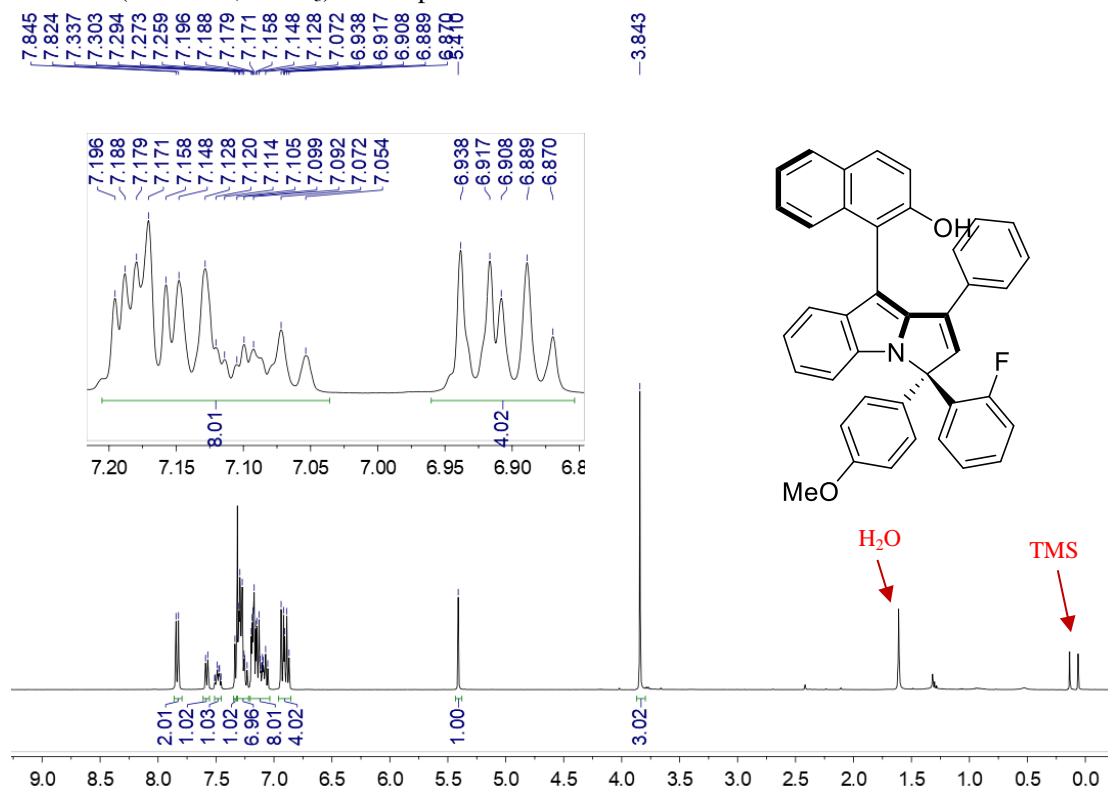 7.845 7.824 7.337 7.303 7.294 7.273 7.259 7.196 7.188 7.179 7.171 7.158 7.148 7.128 7.072 6.938 6.917 6.908 6.889 6.870 5.410 3.843
7.196 7.188 7.179 7.171 7.158 7.148 7.128 7.120 7.114 7.105 7.099 7.092 7.072 7.054 6.938 6.917 6.908 6.889 6.870
OH
N
F
MeO
8.01 4.02
7.20 7.15 7.10 7.05 7.00 6.95 6.90 6.8
H₂O
TMS
2.01 1.02 1.03 1.02 6.96 8.01 4.02 1.00 3.02
9.0 8.5 8.0 7.5 7.0 6.5 6.0 5.5 5.0 4.5 4.0 3.5 3.0 2.5 2.0 1.5 1.0 0.5 0.0